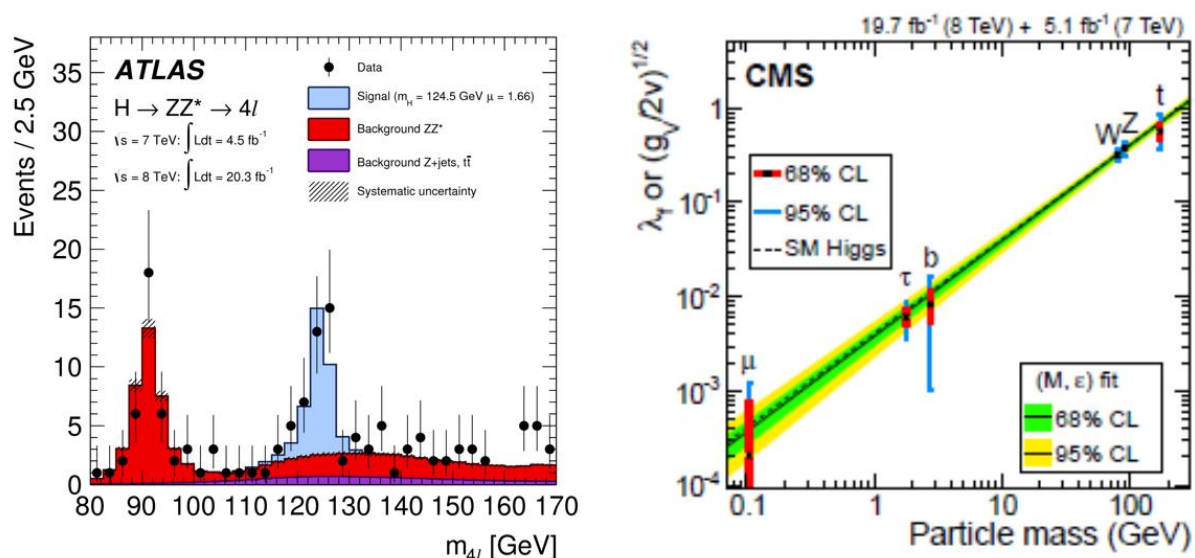 ATLAS
H → ZZ* → 4l
√s = 7 TeV: ∫Ldt = 4.5 fb⁻¹
√s = 8 TeV: ∫Ldt = 20.3 fb⁻¹
Data
Signal (m_H = 124.5 GeV μ = 1.66)
Background ZZ*
Background Z+jets, tt̄
Systematic uncertainty
Events / 2.5 GeV
35
30
25
20
15
10
5
0
80 90 100 110 120 130 140 150 160 170
m_4l [GeV]
19.7 fb⁻¹ (8 TeV) + 5.1 fb⁻¹ (7 TeV)
CMS
λ_f or (g_V/2v)^1/2
1
10⁻¹
10⁻²
10⁻³
10⁻⁴
68% CL
95% CL
SM Higgs
μ
τ
b
W
Z
t
(M, ε) fit
68% CL
95% CL
0.1 1 10 100
Particle mass (GeV)